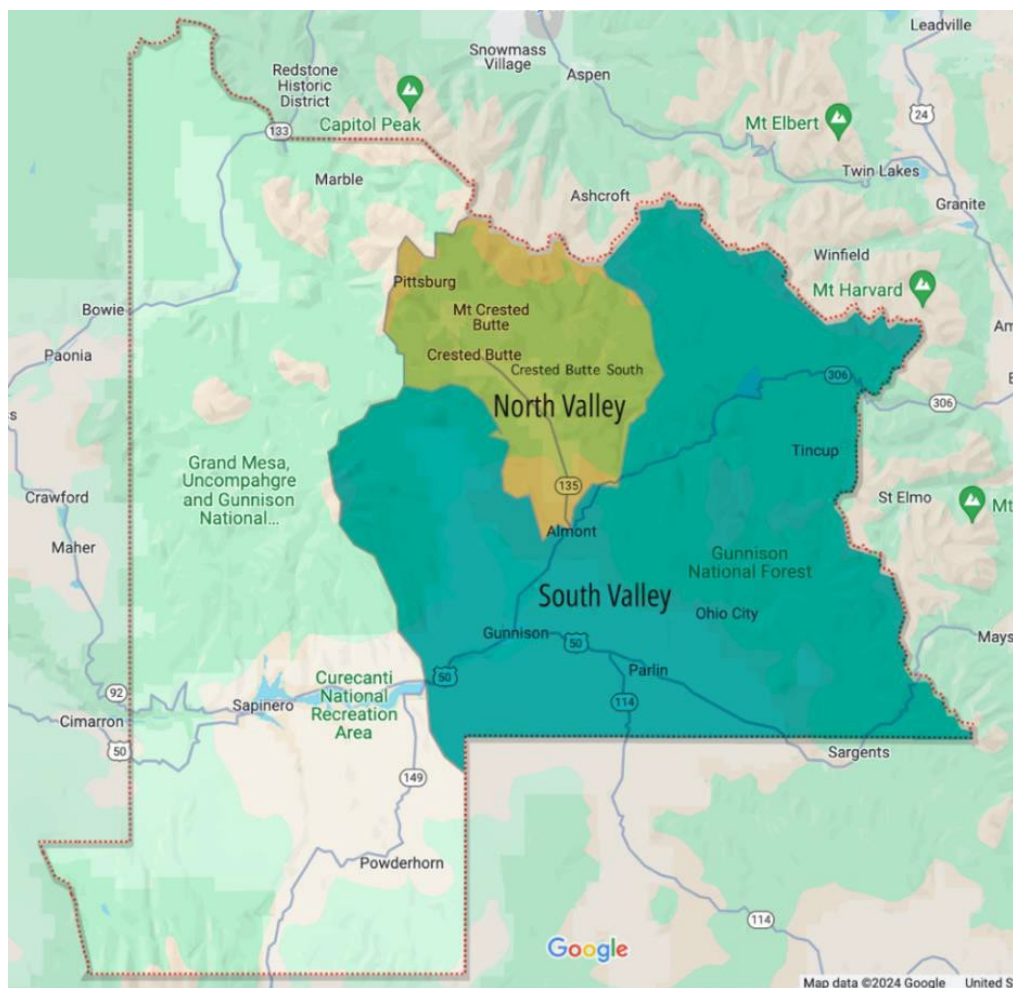 Leadville
Snowmass
Village
Aspen
Redstone
Historic
District
24
Capitol Peak
Mt Elbert
133
Twin Lakes
Marble
Ashcroft
Granite
Winfield
Pittsburg
Mt Harvard
Mt Crested
Butte
Bowie
Am
Paonia
Crested Butte
Crested Butte South
306
North Valley
306
Tincup
Grand Mesa,
Uncompahgre
and Gunnison
National...
135
Crawford
St Elmo
Mt
Almont
Maher
Gunnison
National Forest
South Valley
Ohio City
Gunnison
50
Mays
Parlin
50
Curecanti
National
Recreation
Area
92
Sapinero
114
Cimarron
50
Sargents
149
Powderhorn
114
Google
Map data ©2024 Google United S